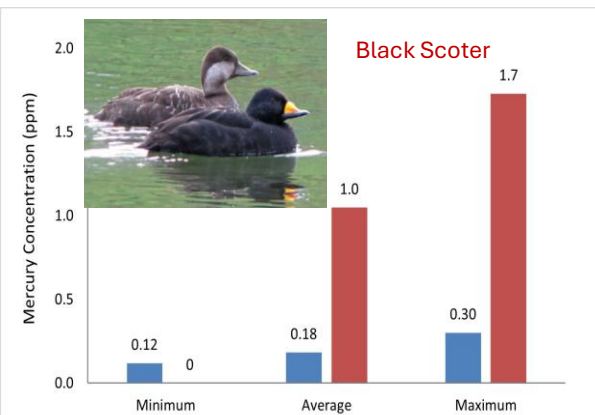 Black Scoter
Mercury Concentration (ppm)
2.0
1.5
1.0
0.5
0.0
0.12
0
0.18
1.0
0.30
1.7
Minimum
Average
Maximum